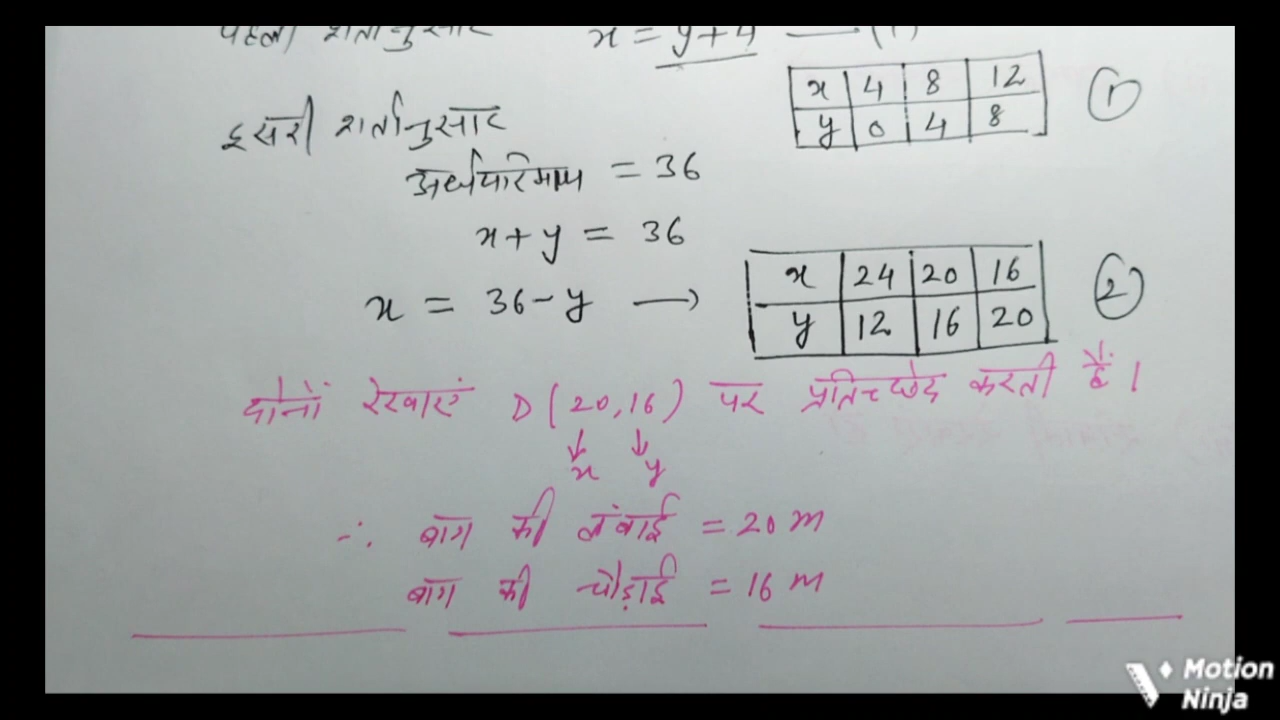 पहली शर्तानुसार x = y+4 — (1)
x 4 8 12
y 0 4 8
1
दूसरी शर्तानुसार
अर्धपरिमाप = 36
x + y = 36
x = 36 - y →
x 24 20 16
y 12 16 20
2
दोनों रेखाएं D (20,16) पर प्रतिच्छेद करती हैं।
↓ ↓
x y
∴ बाग की लंबाई = 20 m
बाग की चौड़ाई = 16 m
Motion
Ninja